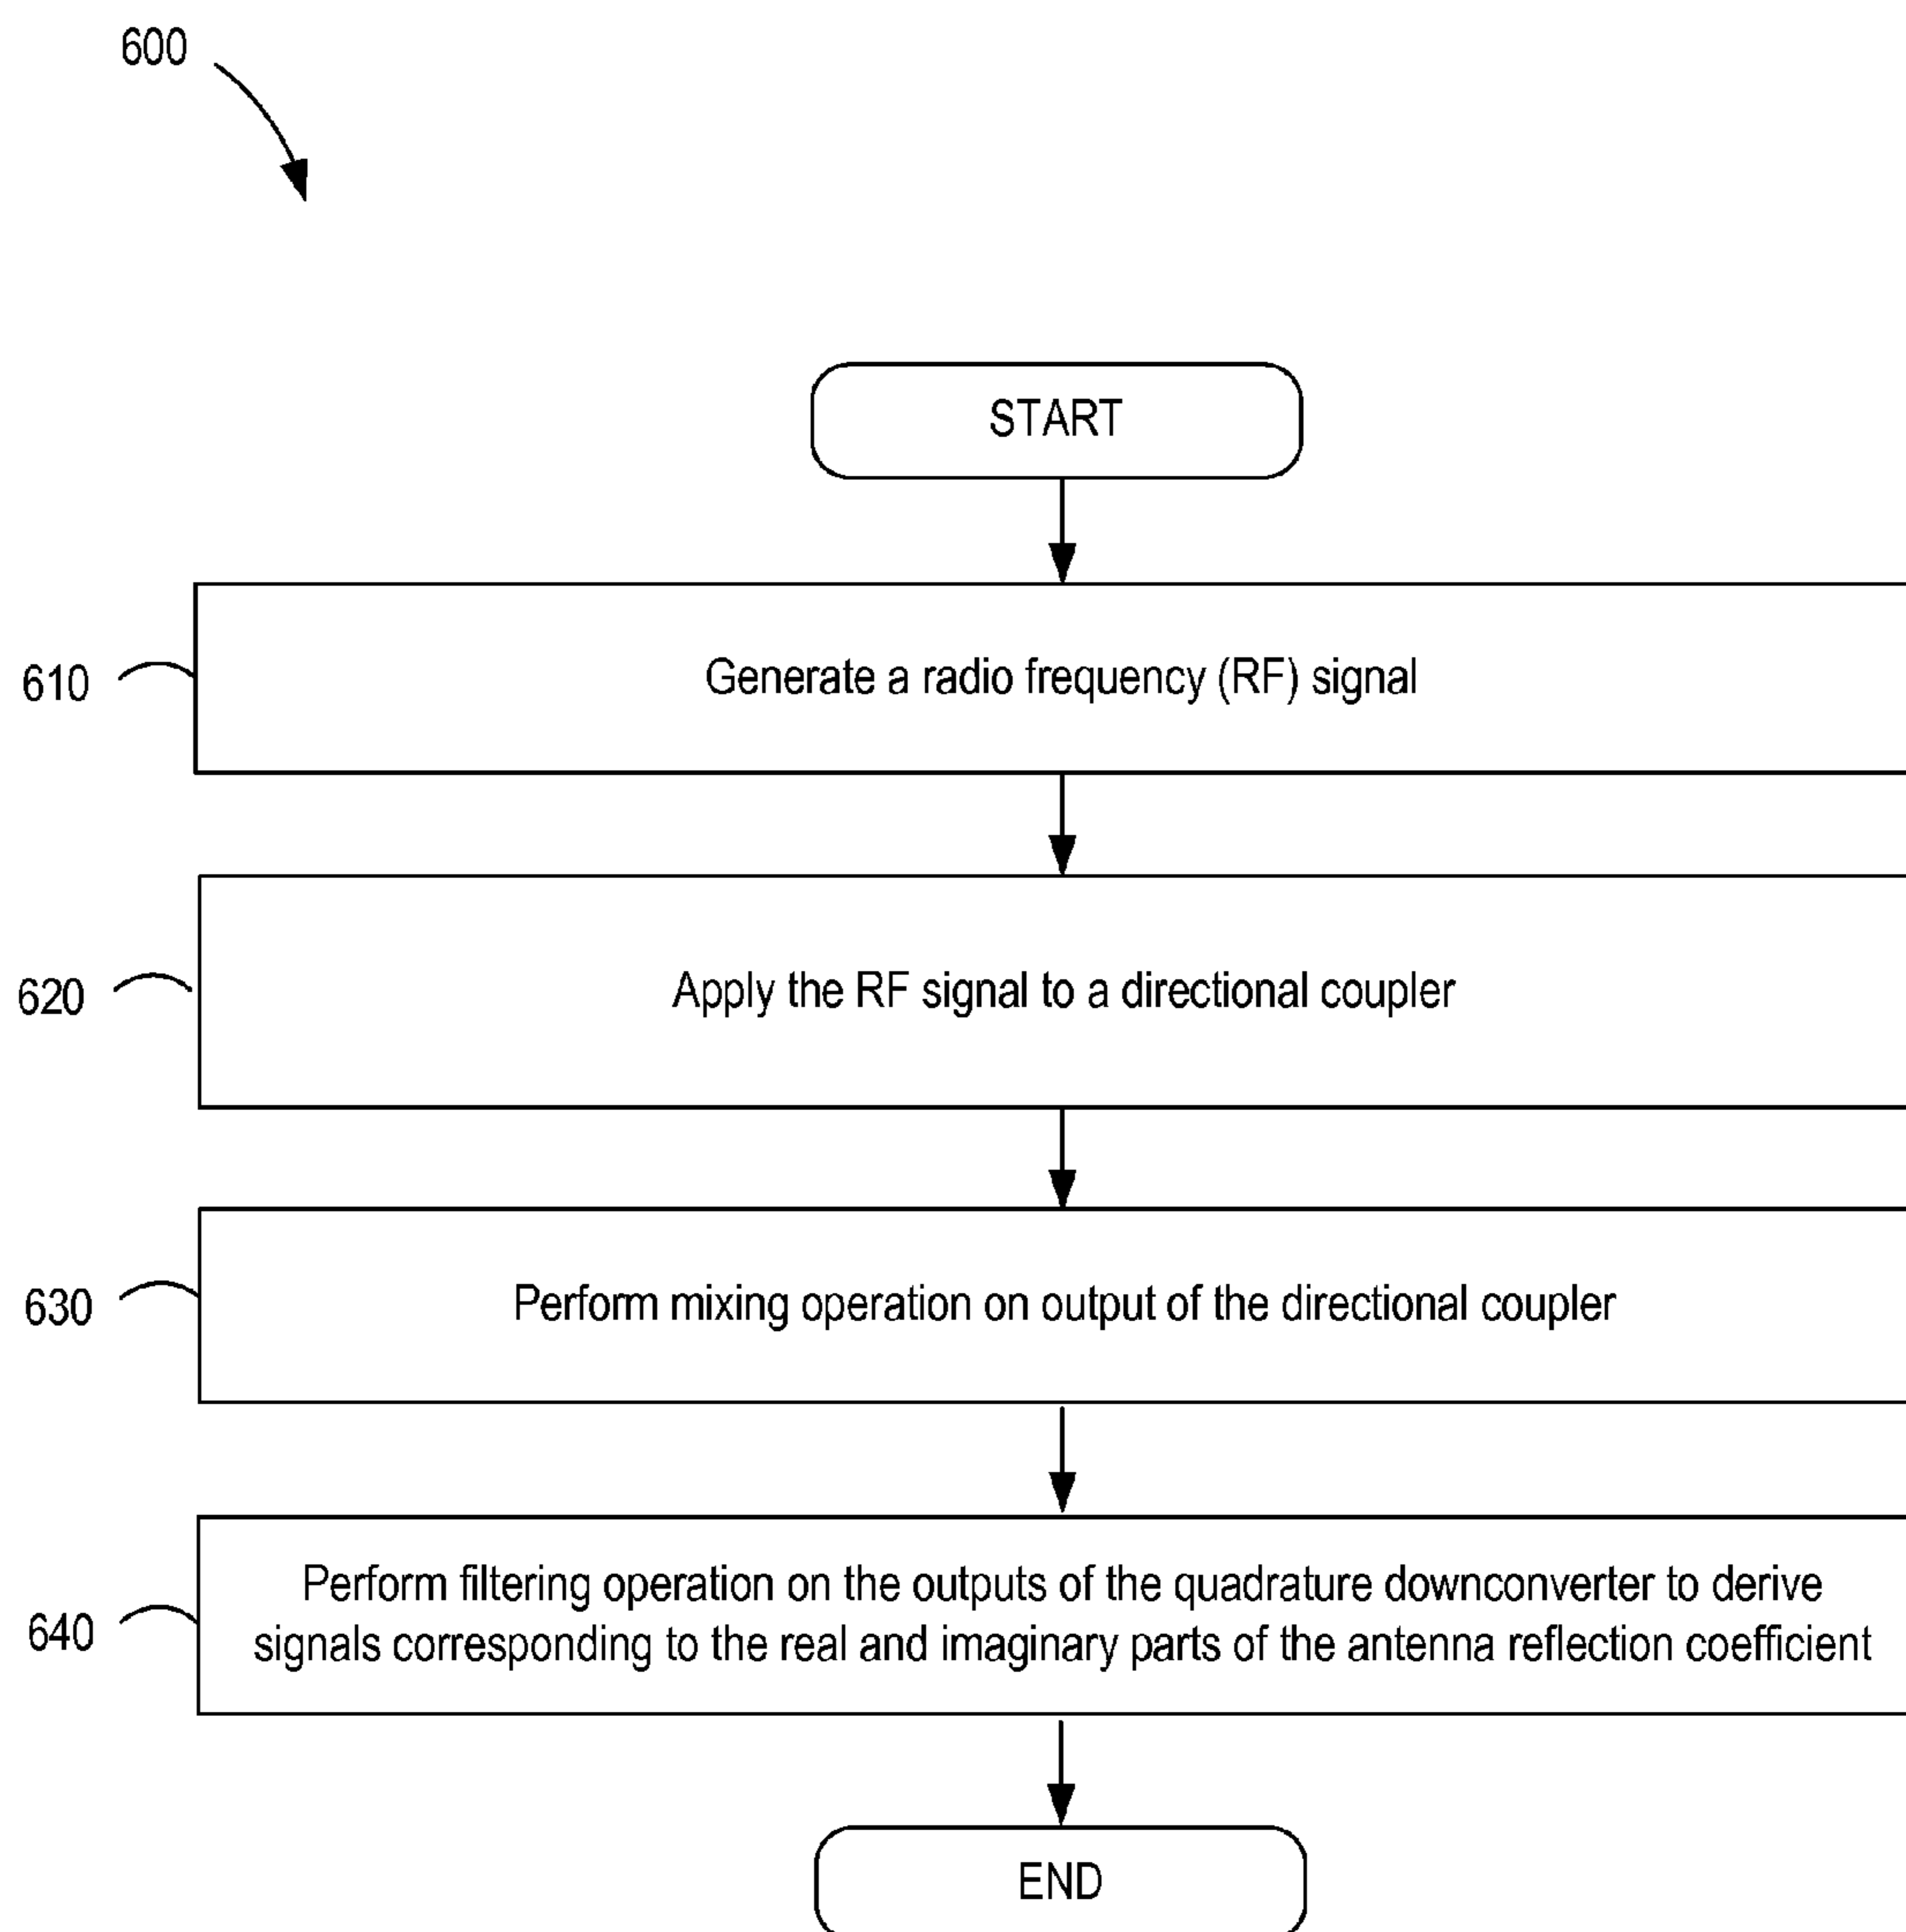 600
START
610
Generate a radio frequency (RF) signal
620
Apply the RF signal to a directional coupler
630
Perform mixing operation on output of the directional coupler
640
Perform filtering operation on the outputs of the quadrature downconverter to derive
signals corresponding to the real and imaginary parts of the antenna reflection coefficient
END